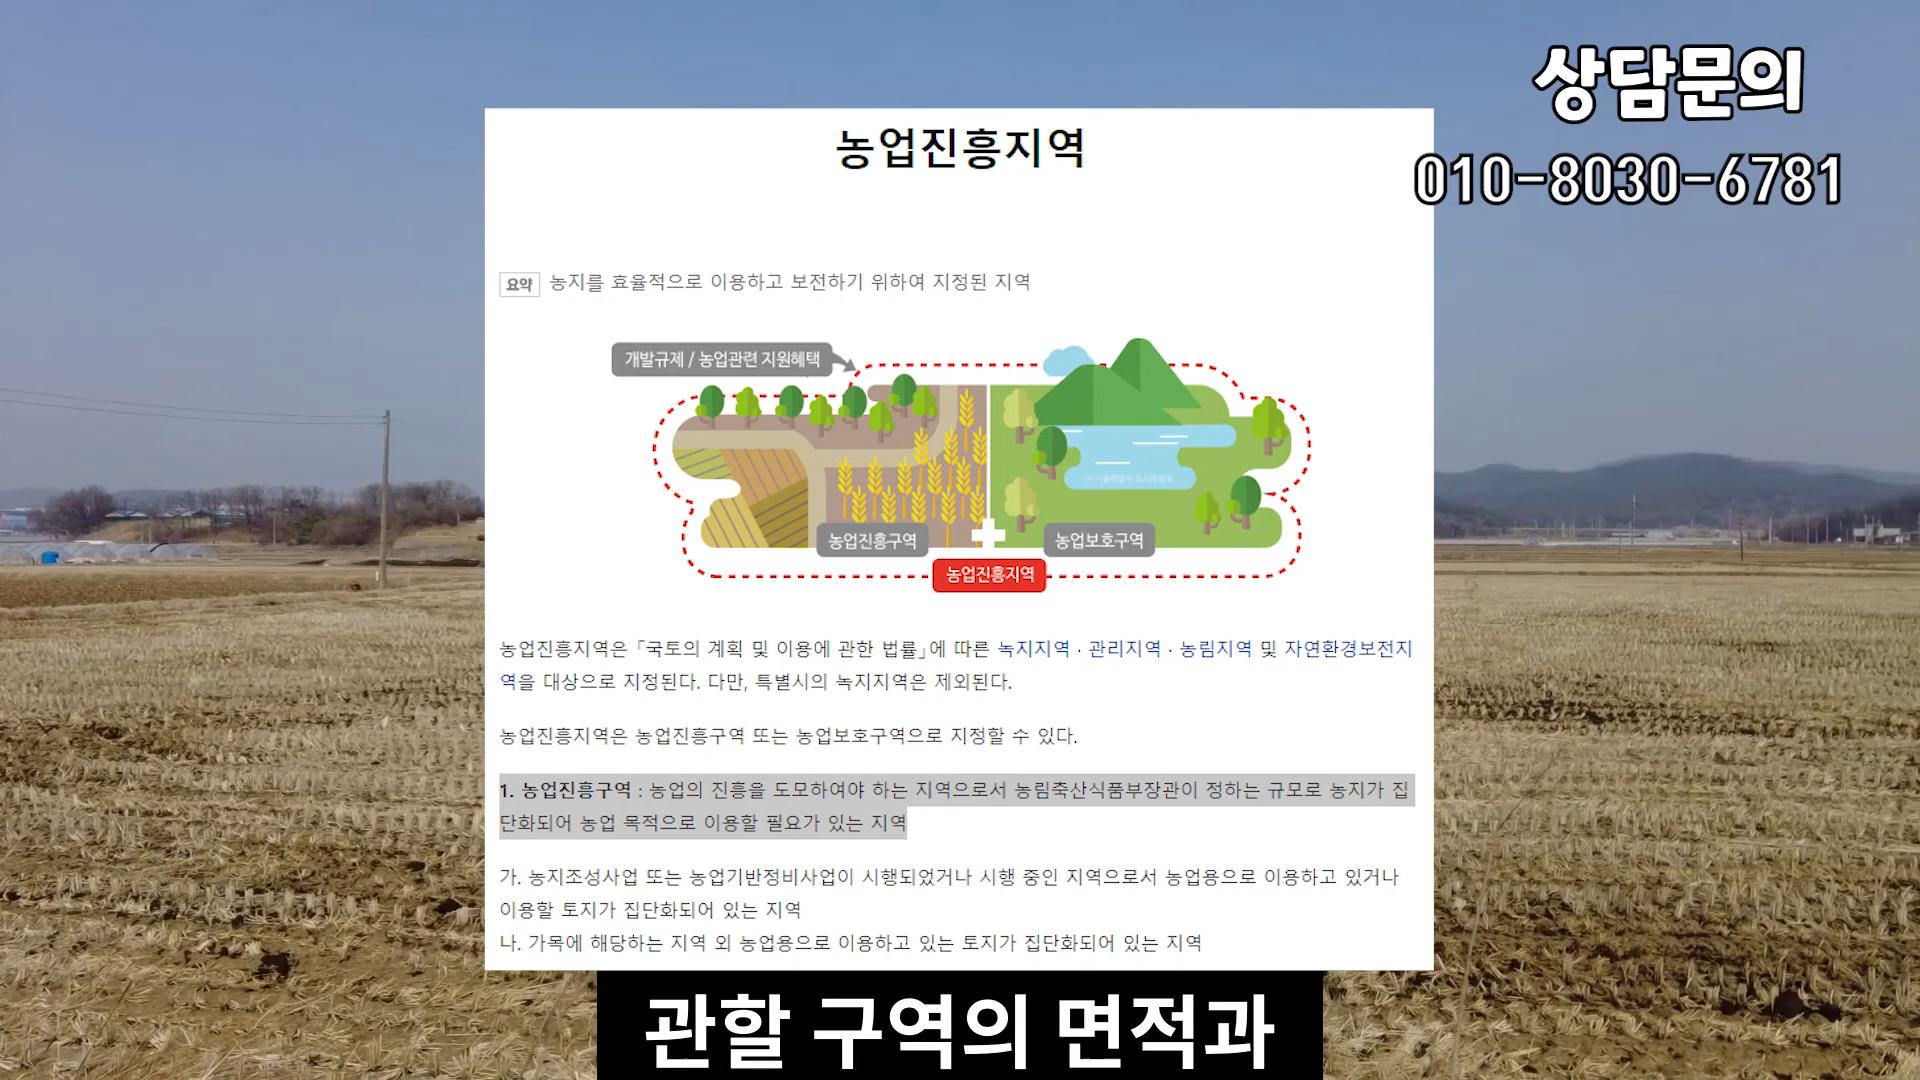 상담문의
010-8030-6781
농업진흥지역
요약 농지를 효율적으로 이용하고 보전하기 위하여 지정된 지역
개발규제 / 농업관련 지원혜택
농업진흥구역
농업보호구역
농업진흥지역
농업진흥지역은 「국토의 계획 및 이용에 관한 법률」에 따른 녹지지역 · 관리지역 · 농림지역 및 자연환경보전지
역을 대상으로 지정된다. 다만, 특별시의 녹지지역은 제외된다.
농업진흥지역은 농업진흥구역 또는 농업보호구역으로 지정할 수 있다.
1. 농업진흥구역 : 농업의 진흥을 도모하여야 하는 지역으로서 농림축산식품부장관이 정하는 규모로 농지가 집
단화되어 농업 목적으로 이용할 필요가 있는 지역
가. 농지조성사업 또는 농업기반정비사업이 시행되었거나 시행 중인 지역으로서 농업용으로 이용하고 있거나
이용할 토지가 집단화되어 있는 지역
나. 가목에 해당하는 지역 외 농업용으로 이용하고 있는 토지가 집단화되어 있는 지역
관할 구역의 면적과